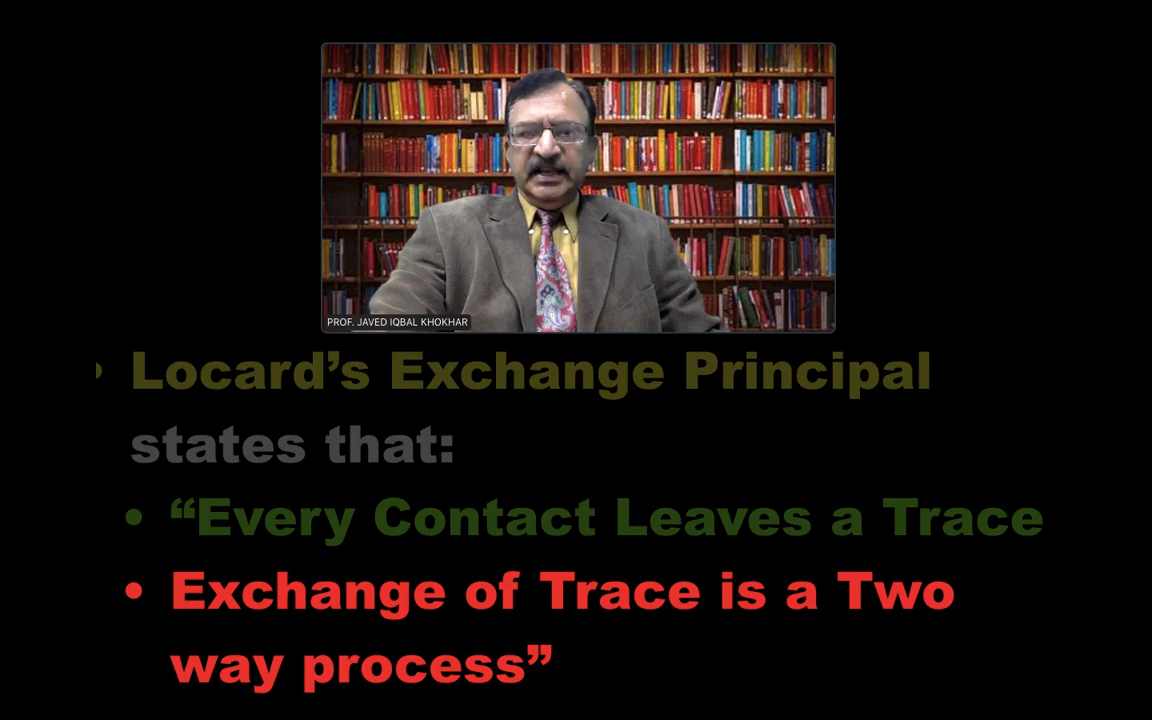 PROF. JAVED IQBAL KHOKHAR
• Locard’s Exchange Principal
states that:
• “Every Contact Leaves a Trace
• Exchange of Trace is a Two
way process”